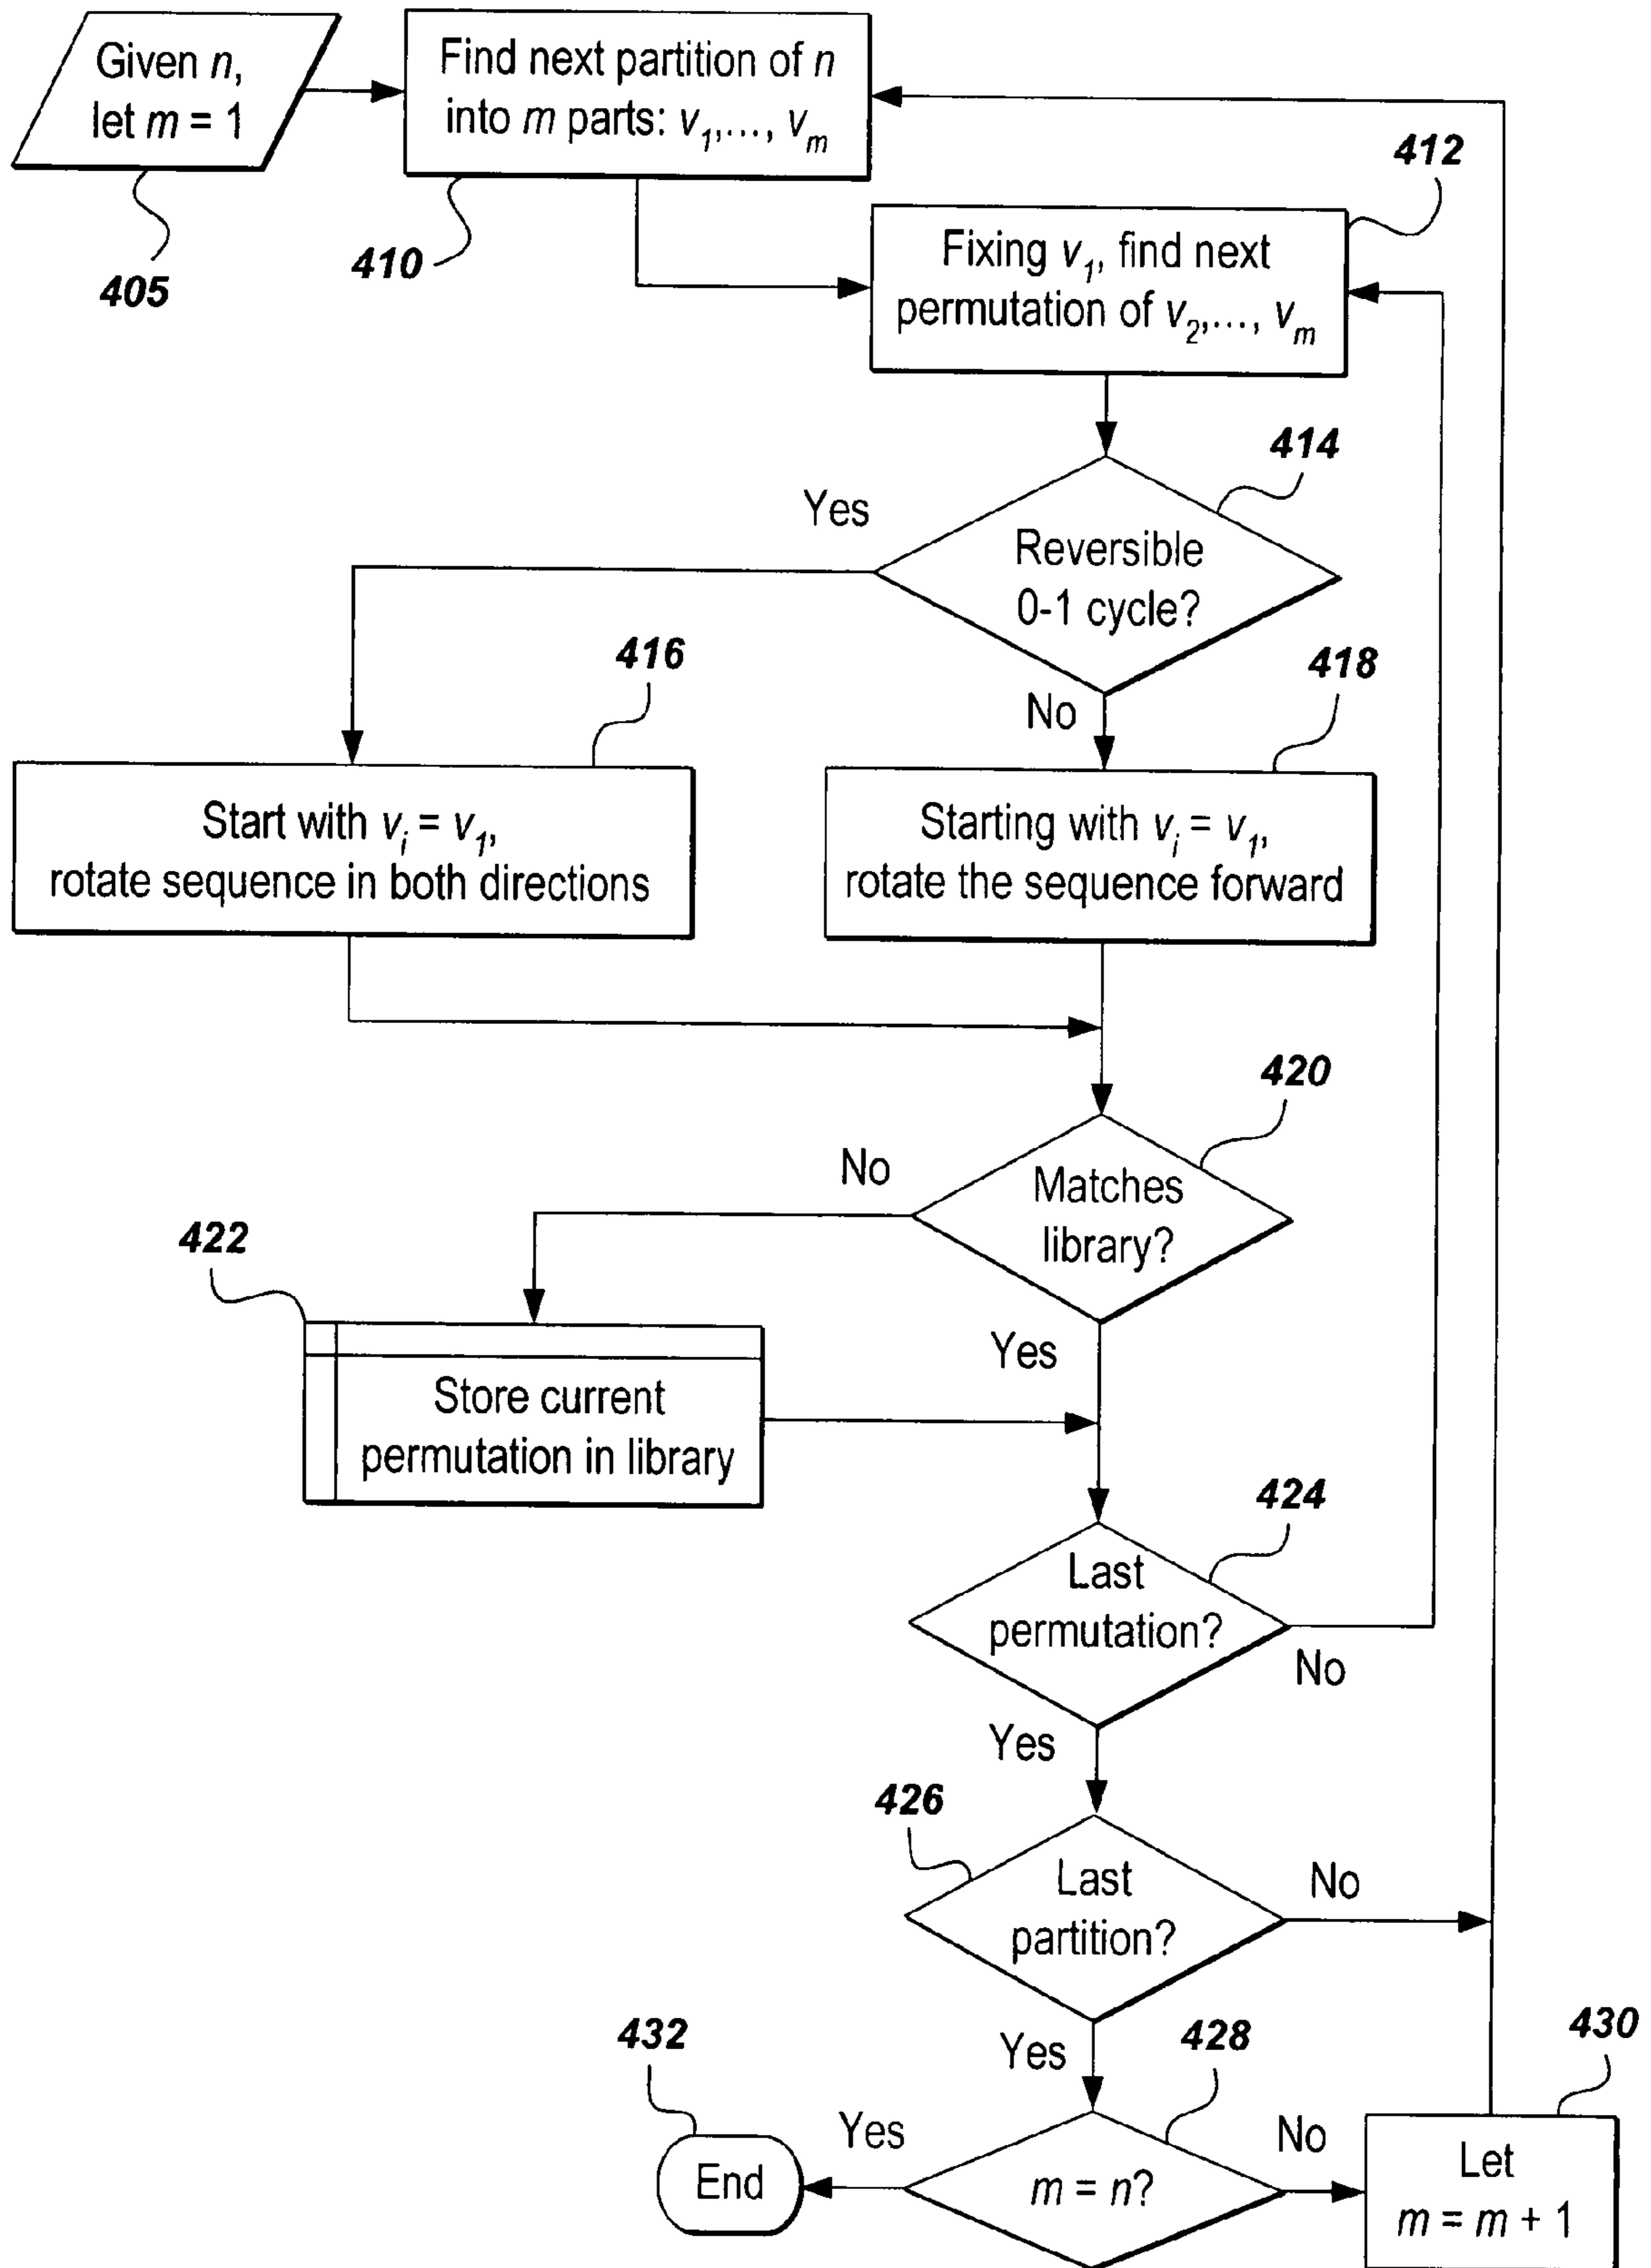 Given n,
let m = 1
405
Find next partition of n
into m parts: v1,..., vm
410
412
Fixing v1, find next
permutation of v2,..., vm
414
Yes
Reversible
0-1 cycle?
No
416
418
Start with vi = v1,
rotate sequence in both directions
Starting with vi = v1,
rotate the sequence forward
420
No
Matches
library?
Yes
422
Store current
permutation in library
424
Last
permutation?
No
Yes
426
Last
partition?
No
Yes
432
428
430
Yes
End
m = n?
No
Let
m = m + 1